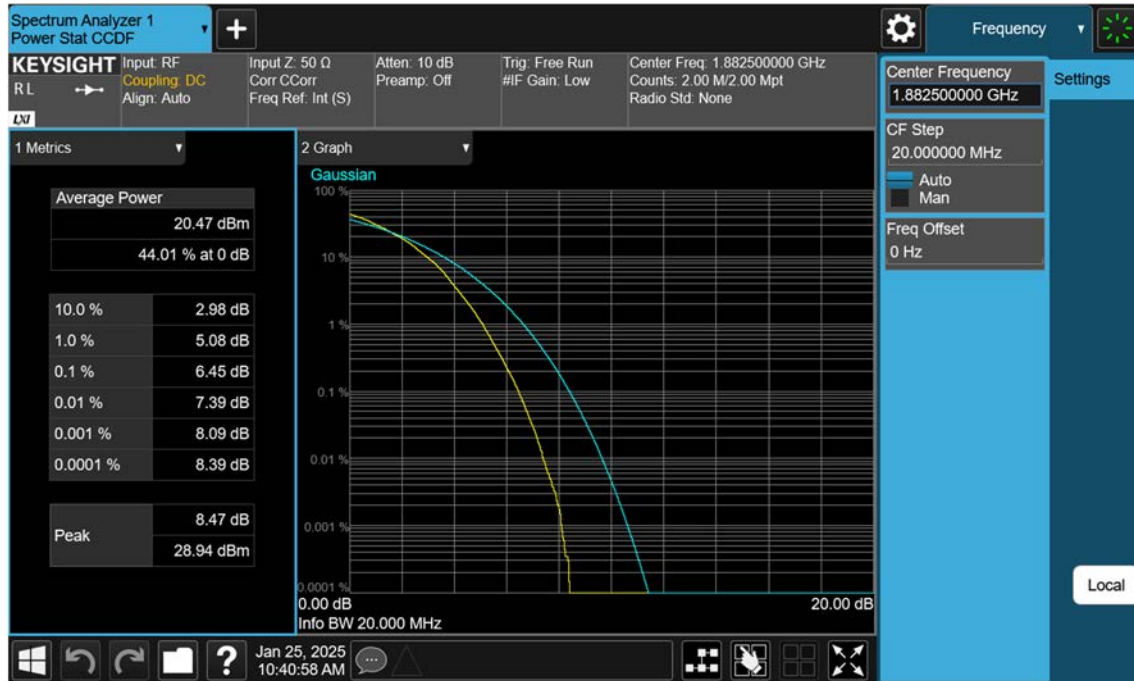 Spectrum Analyzer 1
Power Stat CCDF
Frequency
KEYSIGHT
RL
LXI
Input: RF
Coupling: DC
Align: Auto
Input Z: 50 Ω
Corr CCorr
Freq Ref: Int (S)
Atten: 10 dB
Preamp: Off
Trig: Free Run
#IF Gain: Low
Center Freq: 1.882500000 GHz
Counts: 2.00 M/2.00 Mpt
Radio Std: None
Center Frequency
1.882500000 GHz
Settings
CF Step
20.000000 MHz
Auto
Man
Freq Offset
0 Hz
Local
1 Metrics
Average Power
20.47 dBm
44.01 % at 0 dB
10.0 % 2.98 dB
1.0 % 5.08 dB
0.1 % 6.45 dB
0.01 % 7.39 dB
0.001 % 8.09 dB
0.0001 % 8.39 dB
Peak
8.47 dB
28.94 dBm
2 Graph
Gaussian
100 %
10 %
1 %
0.1 %
0.01 %
0.001 %
0.0001 %
0.00 dB 20.00 dB
Info BW 20.000 MHz
?
Jan 25, 2025
10:40:58 AM